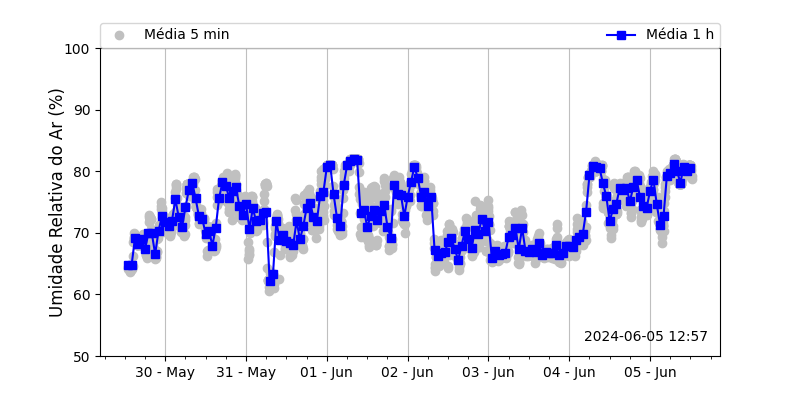 Média 5 min
Média 1 h
Umidade Relativa do Ar (%)
100
90
80
70
60
50
2024-06-05 12:57
30 - May
31 - May
01 - Jun
02 - Jun
03 - Jun
04 - Jun
05 - Jun